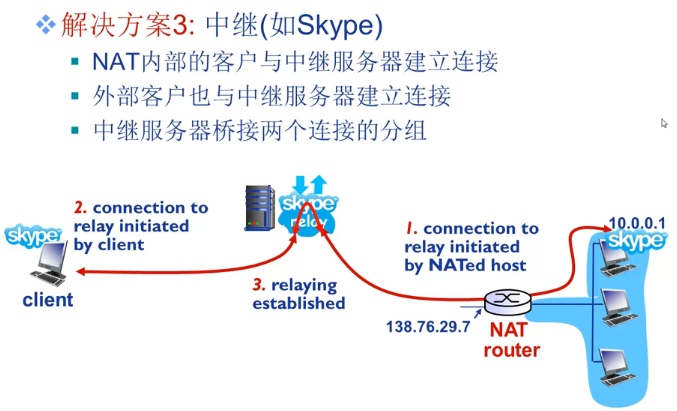 解决方案3: 中继(如Skype)
NAT内部的客户与中继服务器建立连接
外部客户也与中继服务器建立连接
中继服务器桥接两个连接的分组
2. connection to
relay initiated
by client
skype
relay
1. connection to
relay initiated
by NATed host
10.0.0.1
skype
skype
client
3. relaying
established
138.76.29.7
NAT
router